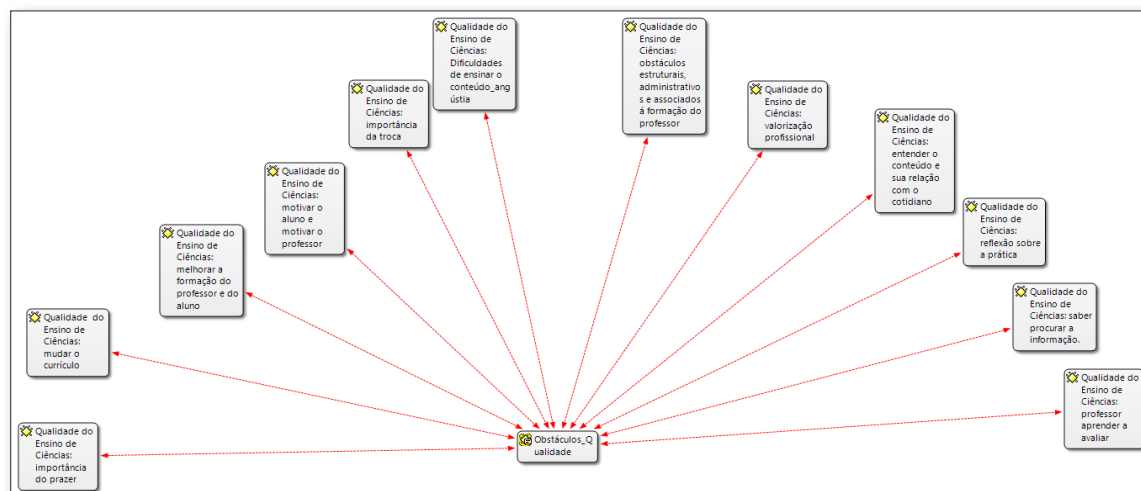 Qualidade do
Ensino de
Ciências:
Dificuldades
de ensinar o
conteúdo_ang
ústia
Qualidade do
Ensino de
Ciências:
obstáculos
estruturais,
administrativo
s e associados
á formação do
professor
Qualidade do
Ensino de
Ciências:
importância
da troca
Qualidade do
Ensino de
Ciências:
valorização
profissional
Qualidade do
Ensino de
Ciências:
entender o
conteúdo e
sua relação
com o
cotidiano
Qualidade do
Ensino de
Ciências:
motivar o
aluno e
motivar o
professor
Qualidade do
Ensino de
Ciências:
reflexão sobre
a prática
Qualidade do
Ensino de
Ciências:
melhorar a
formação do
professor e do
aluno
Qualidade do
Ensino de
Ciências: saber
procurar a
informação.
Qualidade do
Ensino de
Ciências:
mudar o
currículo
Qualidade do
Ensino de
Ciências:
professor
aprender a
avaliar
Qualidade do
Ensino de
Ciências:
importância
do prazer
Obstáculos_Q
ualidade